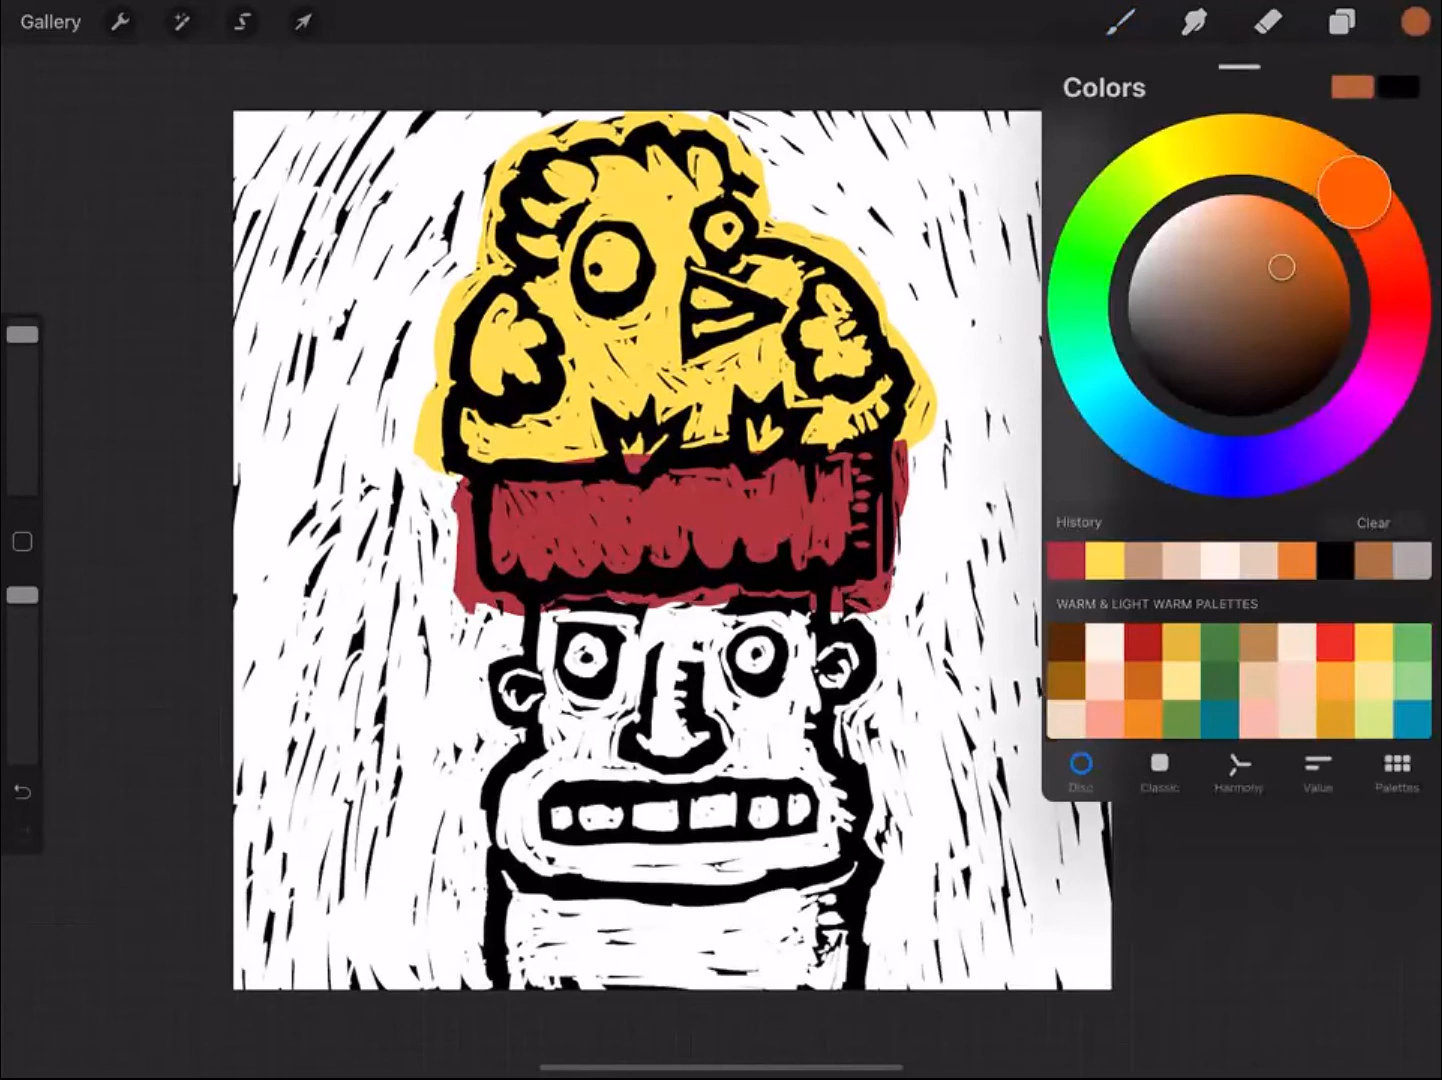 Gallery
Colors
History Clear
WARM & LIGHT WARM PALETTES
Disc Classic Harmony Value Palettes